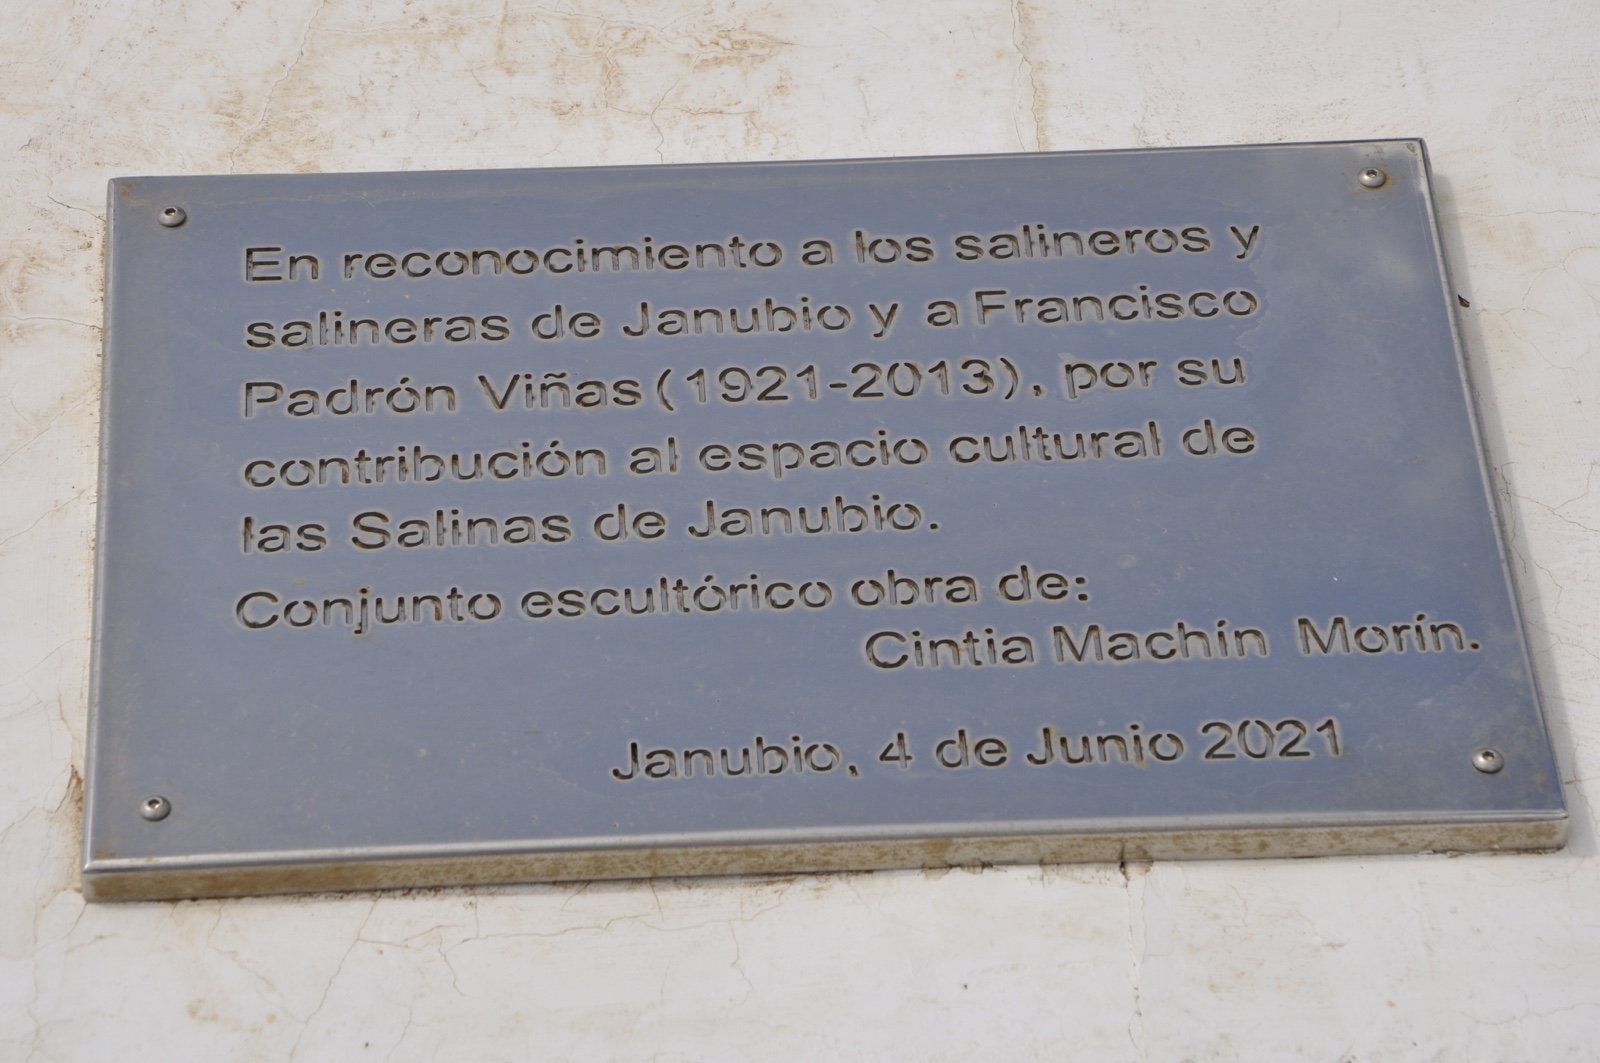 En reconocimiento a los salineros y
salineras de Janubio y a Francisco
Padrón Viñas (1921-2013), por su
contribución al espacio cultural de
las Salinas de Janubio.
Conjunto escultórico obra de:
Cintia Machín Morín.
Janubio, 4 de Junio 2021